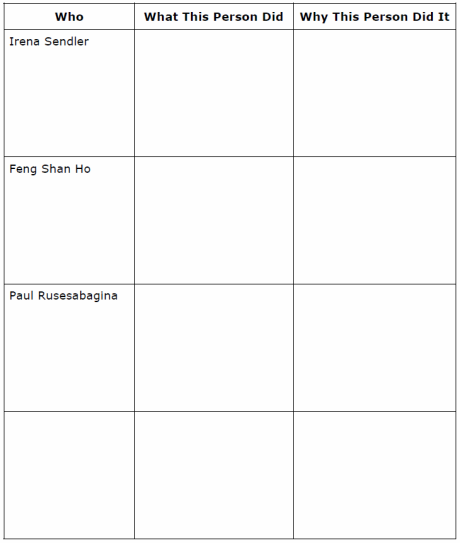 Who What This Person Did Why This Person Did It
Irena Sendler
Feng Shan Ho
Paul Rusesabagina